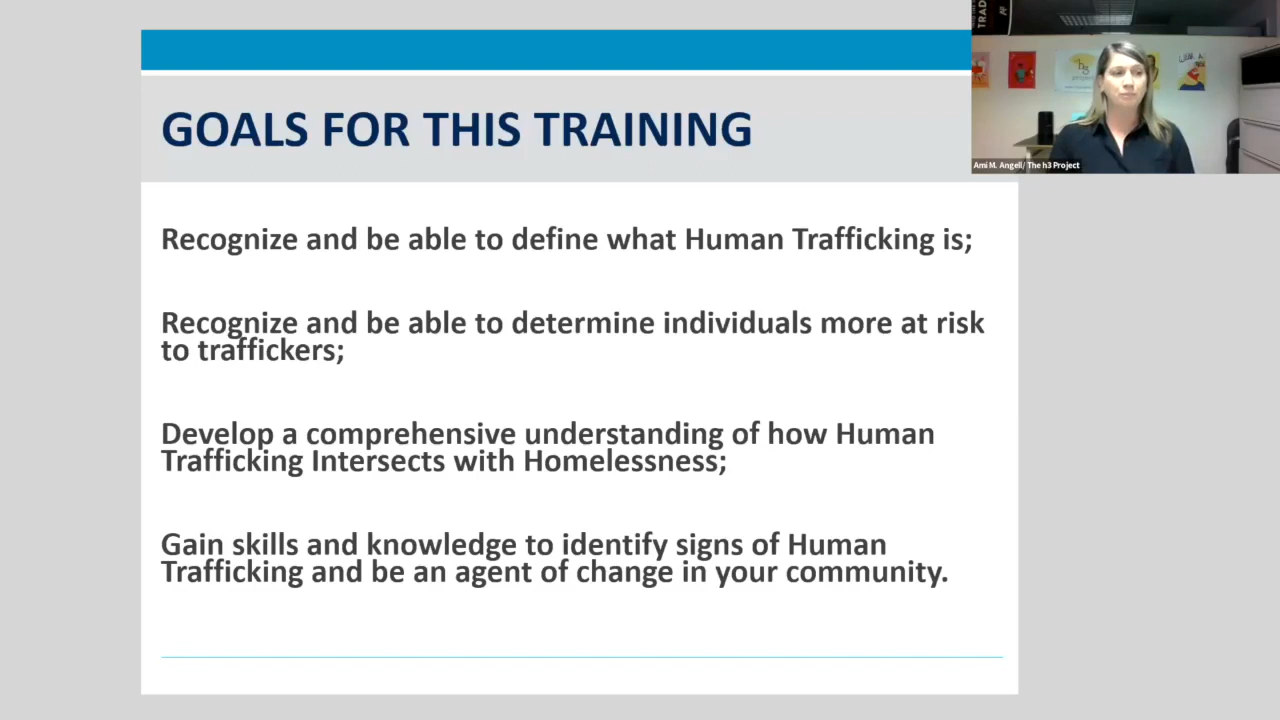 GOALS FOR THIS TRAINING
Recognize and be able to define what Human Trafficking is;
Recognize and be able to determine individuals more at risk
to traffickers;
Develop a comprehensive understanding of how Human
Trafficking Intersects with Homelessness;
Gain skills and knowledge to identify signs of Human
Trafficking and be an agent of change in your community.
TRAD
h3
Ami M. Angell/ The h3 Project